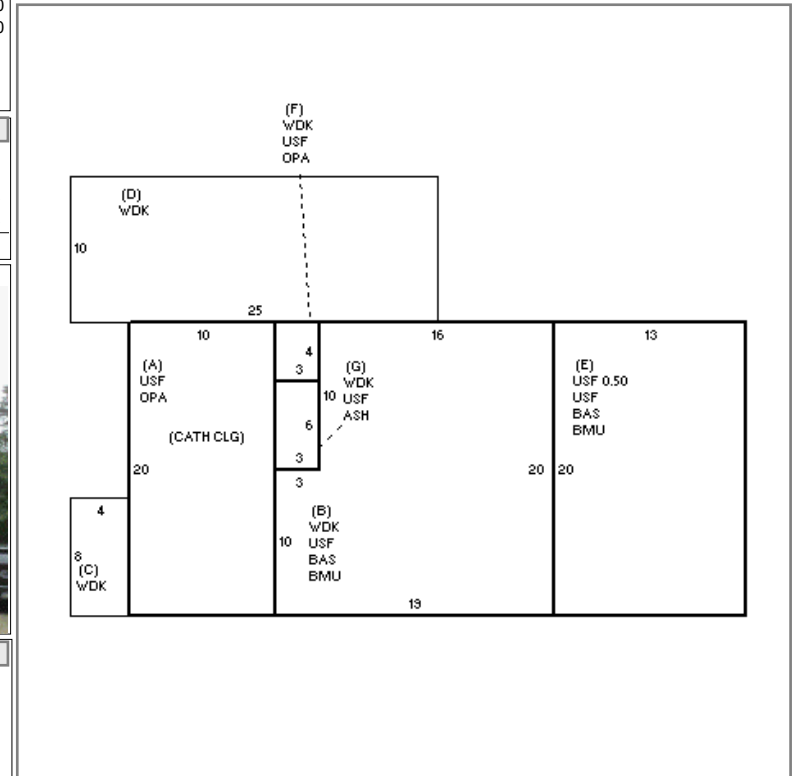 (F)
WDK
USF
OPA
(D)
WDK
10
25
10
16
13
(A)
USF
OPA
4
3
(G)
WDK
USF
ASH
10
(E)
USF 0.50
USF
BAS
BMU
(CATH CLG)
6
3
20
20
20
3
4
8
(C)
WDK
10
(B)
WDK
USF
BAS
BMU
19